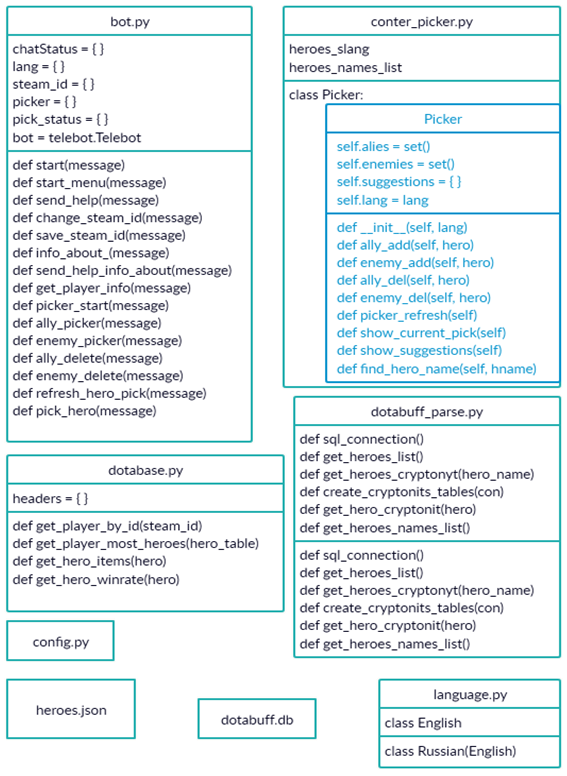 bot.py
chatStatus = { }
lang = { }
steam_id = { }
picker = { }
pick_status = { }
bot = telebot.Telebot
def start(message)
def start_menu(message)
def send_help(message)
def change_steam_id(message)
def save_steam_id(message)
def info_about_(message)
def send_help_info_about(message)
def get_player_info(message)
def picker_start(message)
def ally_picker(message)
def enemy_picker(message)
def ally_delete(message)
def enemy_delete(message)
def refresh_hero_pick(message)
def pick_hero(message)
conter_picker.py
heroes_slang
heroes_names_list
class Picker:
Picker
self.alies = set()
self.enemies = set()
self.suggestions = { }
self.lang = lang
def __init__(self, lang)
def ally_add(self, hero)
def enemy_add(self, hero)
def ally_del(self, hero)
def enemy_del(self, hero)
def picker_refresh(self)
def show_current_pick(self)
def show_suggestions(self)
def find_hero_name(self, hname)
dotabase.py
headers = { }
def get_player_by_id(steam_id)
def get_player_most_heroes(hero_table)
def get_hero_items(hero)
def get_hero_winrate(hero)
dotabuff_parse.py
def sql_connection()
def get_heroes_list()
def get_heroes_cryptonyt(hero_name)
def create_cryptonits_tables(con)
def get_hero_cryptonit(hero)
def get_heroes_names_list()
def sql_connection()
def get_heroes_list()
def get_heroes_cryptonyt(hero_name)
def create_cryptonits_tables(con)
def get_hero_cryptonit(hero)
def get_heroes_names_list()
config.py
heroes.json
dotabuff.db
language.py
class English
class Russian(English)